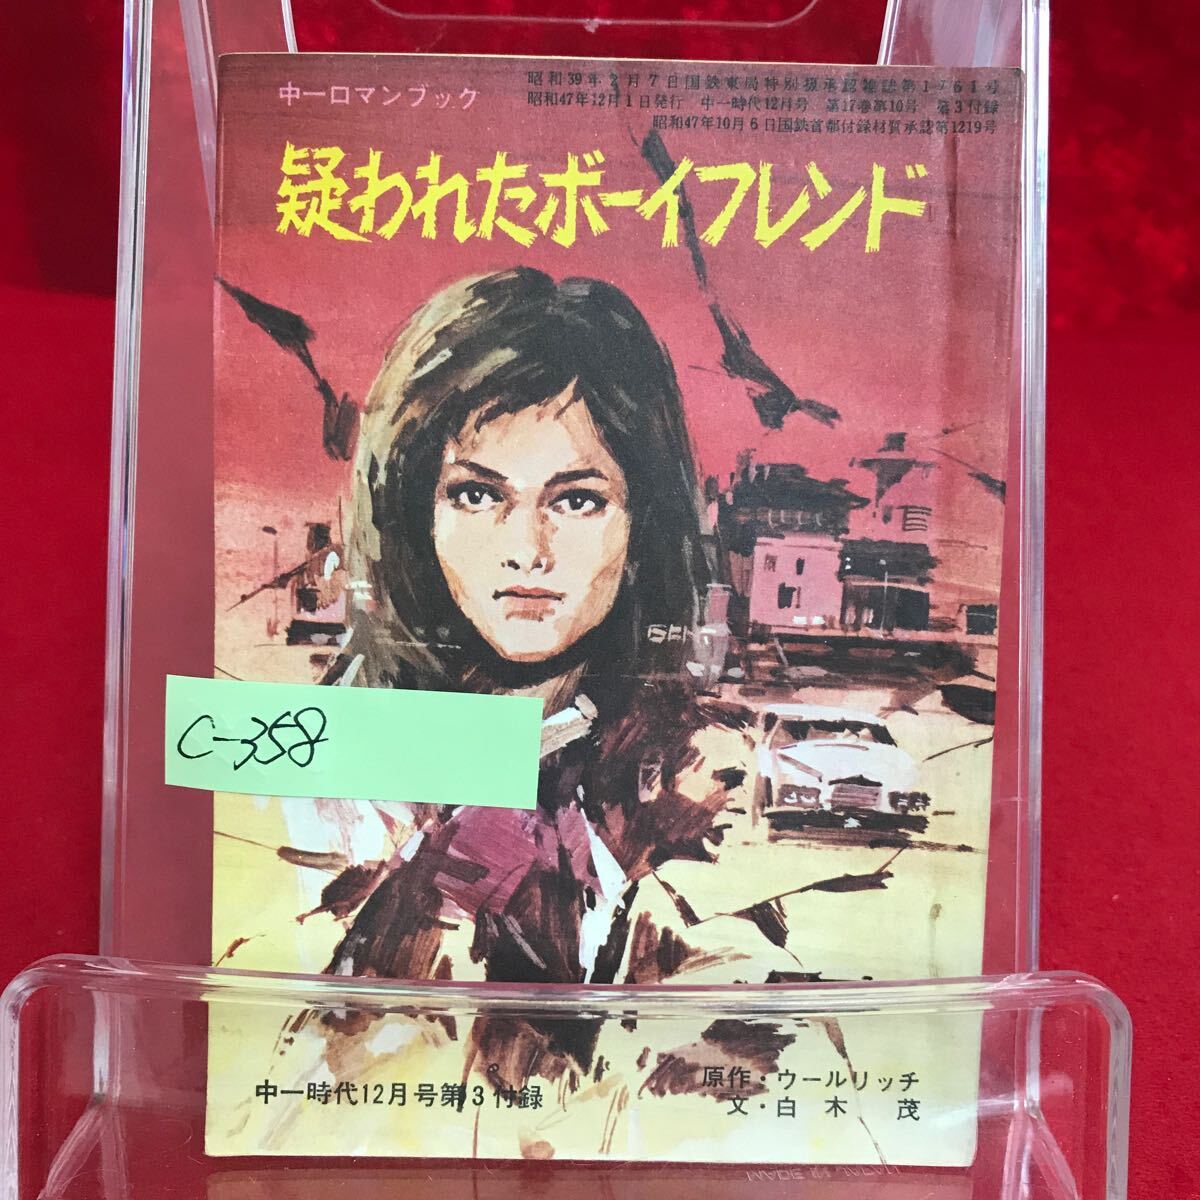 昭和39年2月7日国鉄東局特別扱承認雑誌第1761号
中一ロマンブック
昭和47年12月1日発行 中一時代12月号 第17巻第10号 第3付録
昭和47年10月6日国鉄首都付録材質承認第1219号
疑われたボーイフレンド
C-358
中一時代12月号第3付録
原作・ウールリッチ
文・白木 茂
MADE IN JAPAN